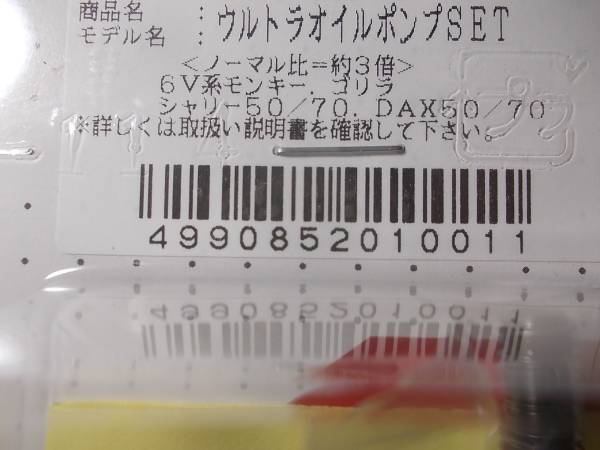 商品名 : ウルトラオイルポンプSET
モデル名 :
<ノーマル比=約3倍>
6V系モンキー.ゴリラ
シャリー50/70.DAX50/70
※詳しくは取扱い説明書を確認して下さい。
プラ
4990852010011
4990852010011